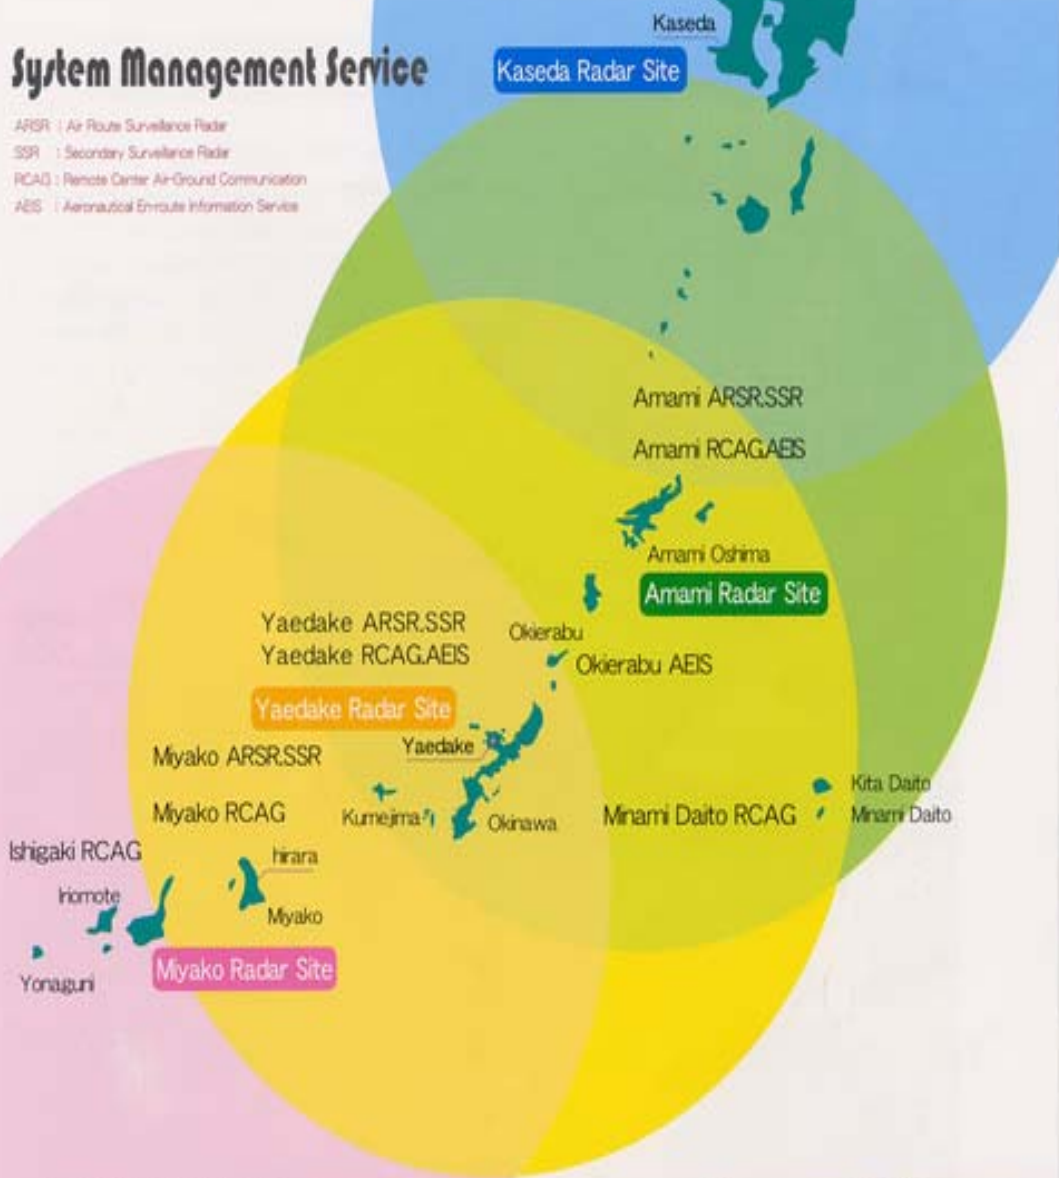 Kaseda
System Management Service
Kaseda Radar Site
ARSR : Air Route Surveillance Radar
SSR : Secondary Surveillance Radar
RCAG : Remote Center Air-Ground Communication
AEIS : Aeronautical En-route Information Service
Amami ARSR.SSR
Amami RCAG.AEIS
Amami Oshima
Amami Radar Site
Yaedake ARSR.SSR
Okierabu
Yaedake RCAG.AEIS
Okierabu AEIS
Yaedake Radar Site
Yaedake
Miyako ARSR.SSR
Kita Daito
Miyako RCAG
Kumejima
Okinawa
Minami Daito RCAG
Minami Daito
Ishigaki RCAG
hirara
Iriomote
Miyako
Miyako Radar Site
Yonaguni